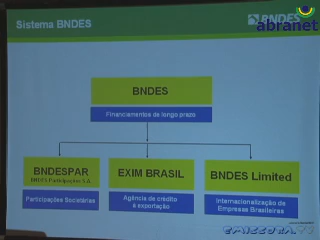 Sistema BNDES
BNDES
abranet
BNDES
Financiamentos de longo prazo
BNDESPAR
BNDES Participações S.A.
Participações Societárias
EXIM BRASIL
Agência de crédito
à exportação
BNDES Limited
Internacionalização de
Empresas Brasileiras